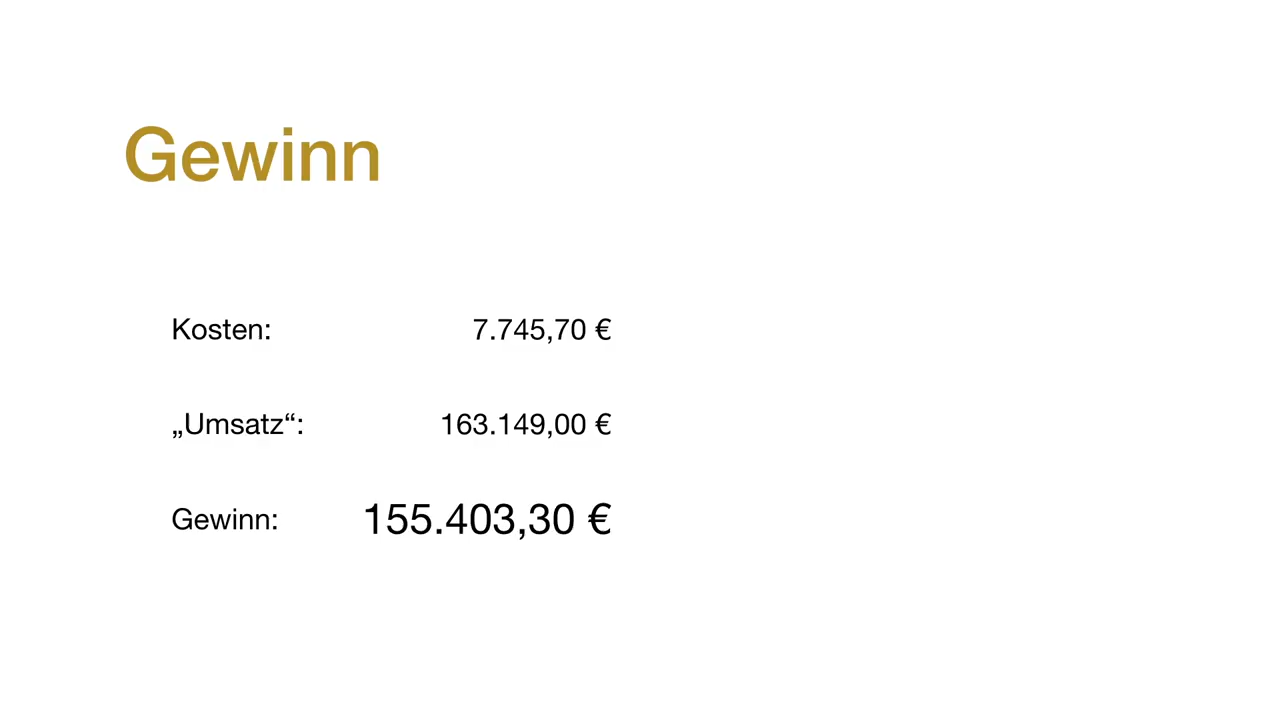 Gewinn
Kosten: 7.745,70 €
„Umsatz“: 163.149,00 €
Gewinn: 155.403,30 €